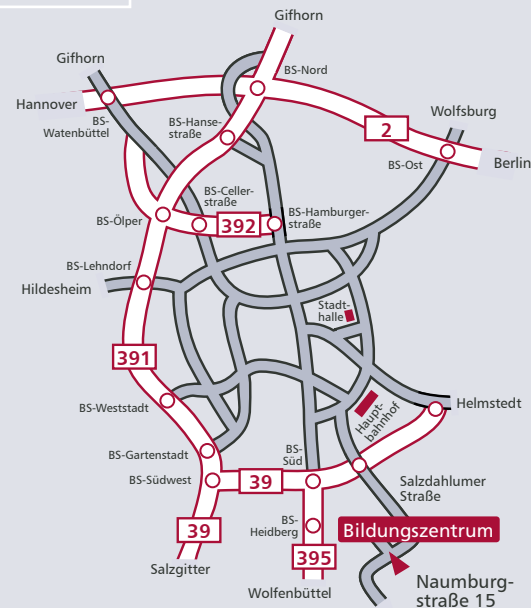 Gifhorn
Gifhorn
BS-Nord
Hannover
BS-
Watenbüttel
BS-Hanse-
straße
2
Wolfsburg
BS-Ost
Berlin
BS-Celler-
straße
BS-Ölper
392
BS-Hamburger-
straße
BS-Lehndorf
Hildesheim
Stadt-
halle
391
BS-Weststadt
Haupt-
bahnhof
Helmstedt
BS-Gartenstadt
BS-
Süd
BS-Südwest
39
Salzdahlumer
Straße
39
BS-
Heidberg
Bildungszentrum
395
Salzgitter
Wolfenbüttel
Naumburg-
straße 15